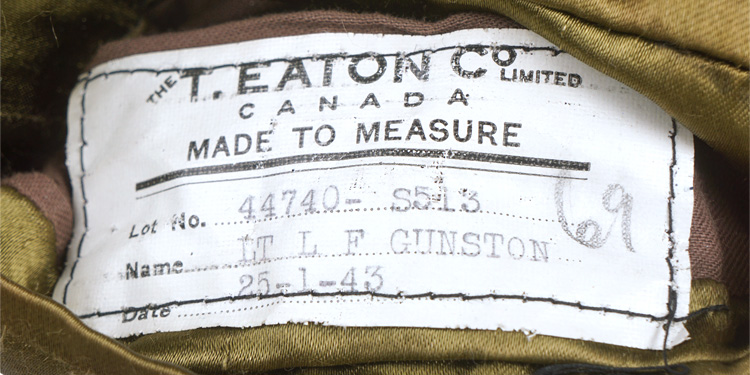 THE T. EATON Co LIMITED
CANADA
MADE TO MEASURE
Lot No. 44740- S513
Name LT L F GUNSTON
Date 25-1-43
69